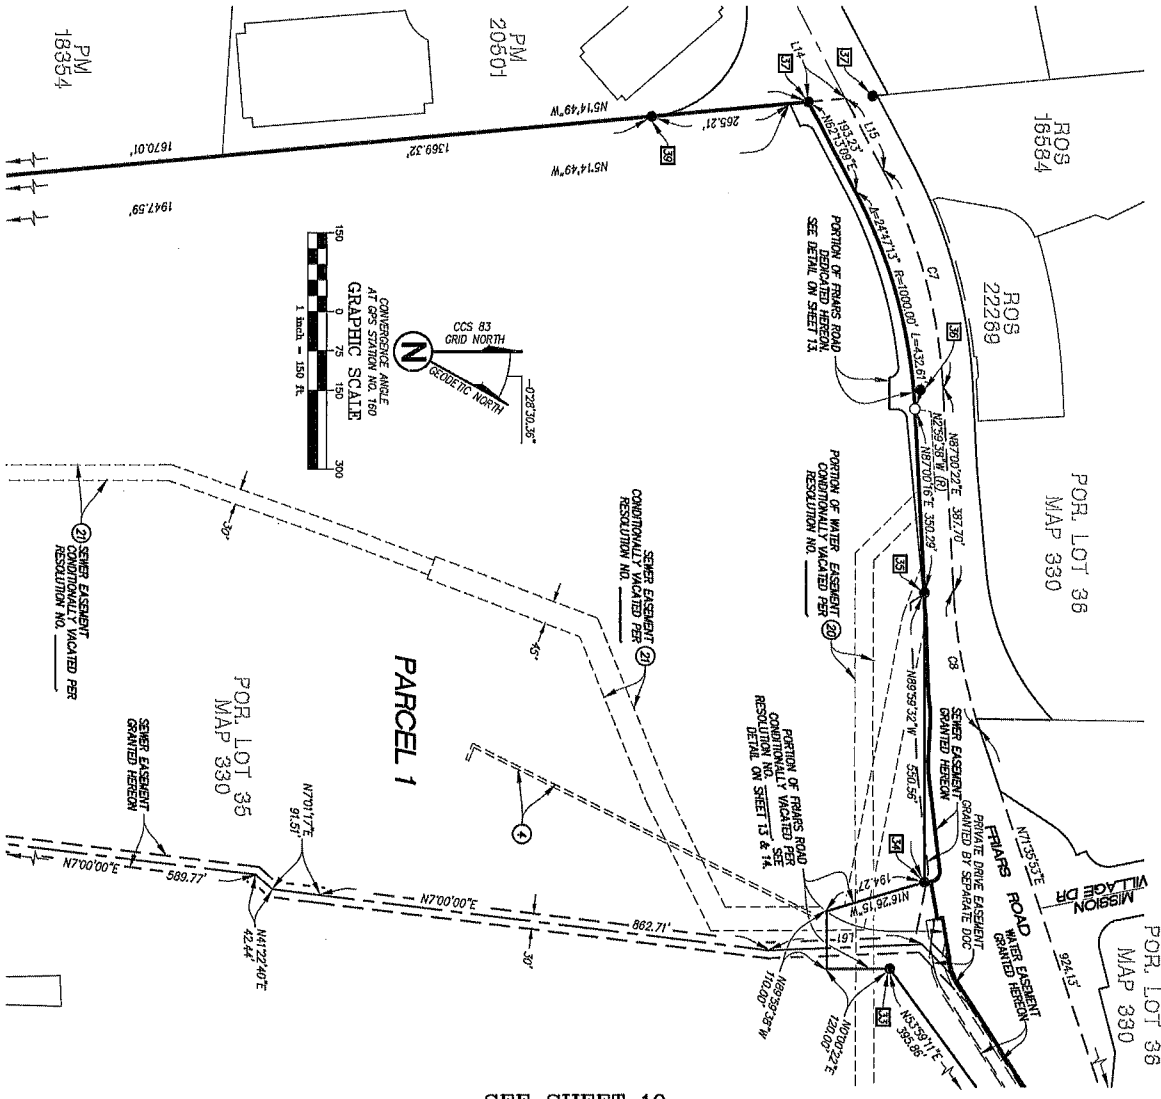 PM
18354
PM
20501
ROS
16584
ROS
22269
POR. LOT 36
MAP 330
POR. LOT 36
MAP 330
POR. LOT 35
MAP 330
PARCEL 1
L14
37
37
L15
193.23'
N62°13'09"E
N5°14'49"W
265.21'
39
N5°14'49"W
1369.32'
1670.01'
1947.59'
Δ=24°47'13" R=1000.00' L=432.61'
C7
PORTION OF FRIARS ROAD
DEDICATED HEREON.
SEE DETAIL ON SHEET 13.
36
N2°59'38"W (R)
N87°00'22"E 387.70'
N87°00'16"E 350.29'
35
C8
N89°59'32"W 550.56'
150 0 75 150 300
GRAPHIC SCALE
1 inch = 150 ft.
CONVERGENCE ANGLE
AT GPS STATION NO. 160
N
CCS 83
GRID NORTH
GEODETIC NORTH
-0°28'30.36"
PORTION OF WATER EASEMENT
CONDITIONALLY VACATED PER
RESOLUTION NO.
20
SEWER EASEMENT
CONDITIONALLY VACATED PER
RESOLUTION NO.
21
21
SEWER EASEMENT
CONDITIONALLY VACATED PER
RESOLUTION NO.
30'
45'
4
PORTION OF FRIARS ROAD
CONDITIONALLY VACATED PER
RESOLUTION NO. SEE
DETAIL ON SHEET 13 & 14.
SEWER EASEMENT
GRANTED HEREON
PRIVATE DRIVE EASEMENT
GRANTED BY SEPARATE DOC
FRIARS ROAD
WATER EASEMENT
GRANTED HEREON
N71°35'53"E
924.13'
MISSION
VILLAGE DR
34
194.27'
N16°26'15"W
L61
33
N53°59'11"E
395.86'
N0°00'22"E
120.00'
N89°59'38"W
110.00'
SEWER EASEMENT
GRANTED HEREON
N7°01'17"E
91.51'
N7°00'00"E
589.77'
N41°22'40"E
42.44'
N7°00'00"E
862.71'
30'
SEE SHEET 10